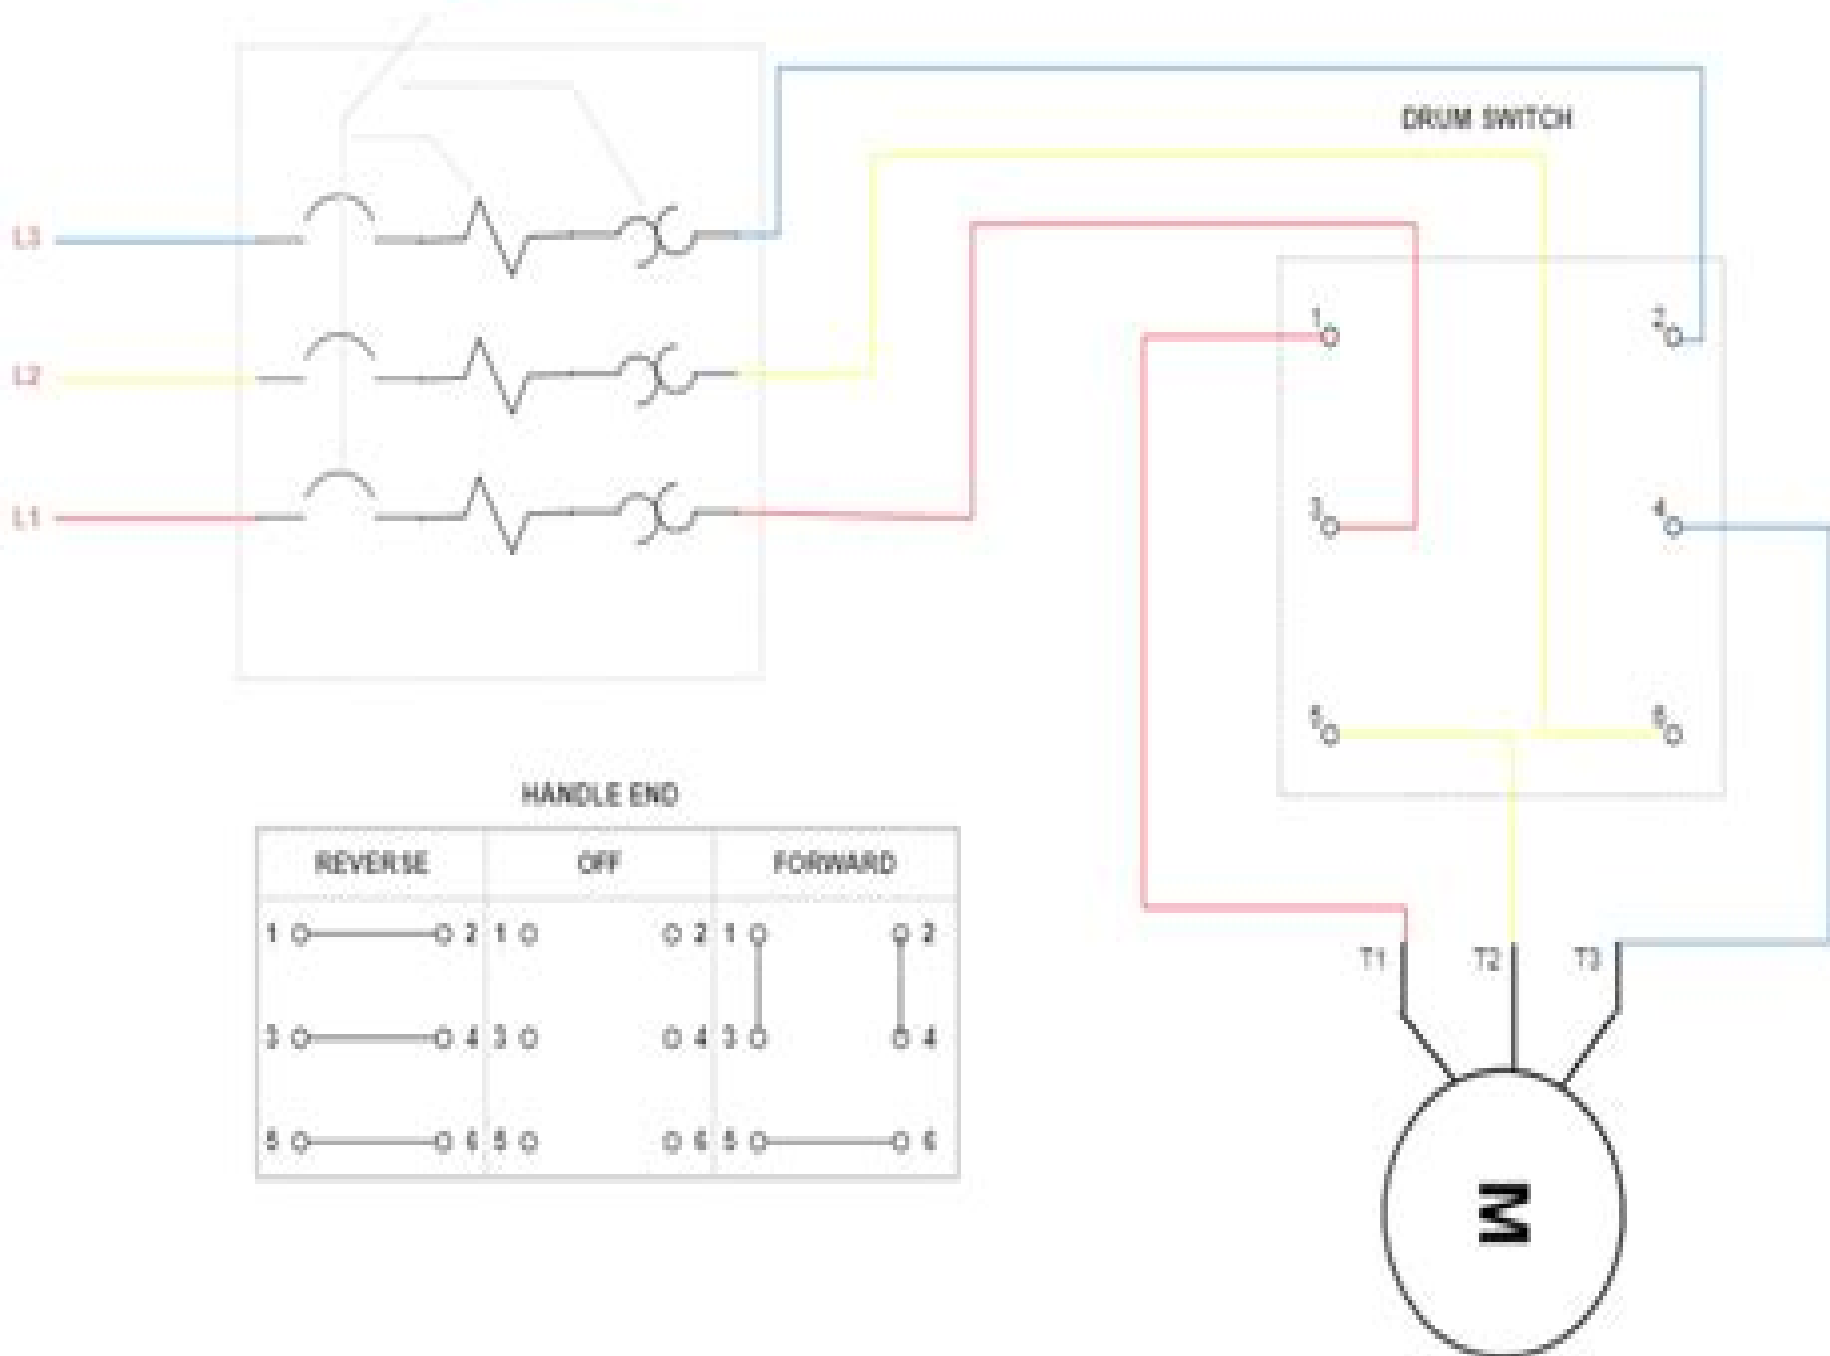 DRUM SWITCH
L3
L2
L1
1 2
3 4
5 6
HANDLE END
REVERSE OFF FORWARD
1 2 1 2 1 2
3 4 3 4 3 4
5 6 5 6 5 6
T1 T2 T3
M